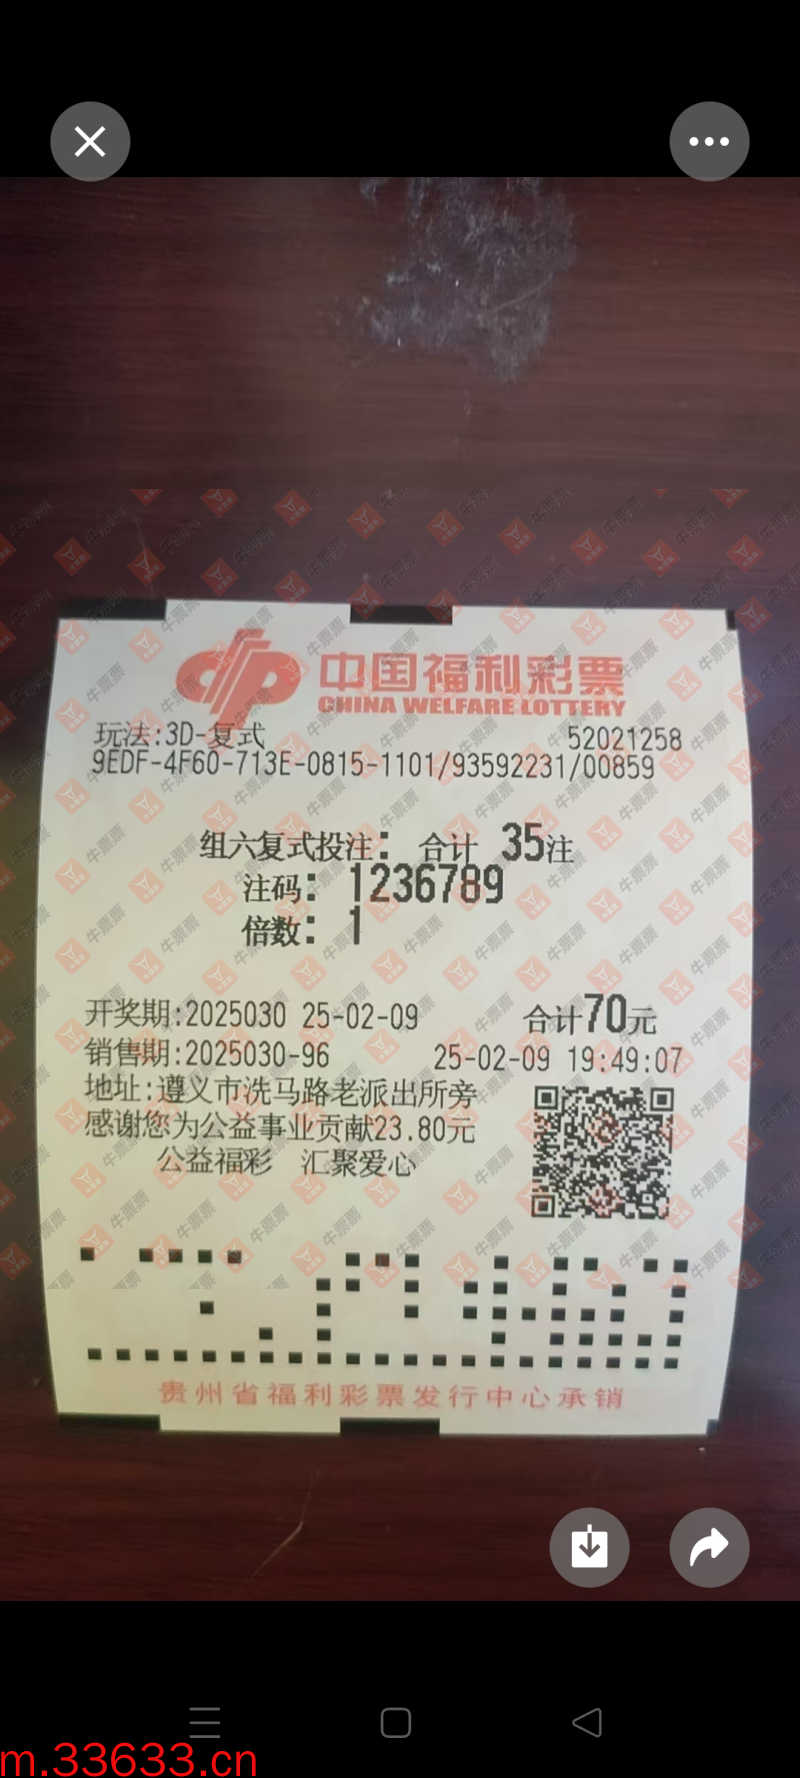 中国福利彩票
CHINA WELFARE LOTTERY
玩法:3D-复式 52021258
9EDF-4F60-713E-0815-1101/93592231/00859
组六复式投注: 合计 35注
注码: 1236789
倍数: 1
开奖期:2025030 25-02-09 合计70元
销售期:2025030-96 25-02-09 19:49:07
地址:遵义市洗马路老派出所旁
感谢您为公益事业贡献23.80元
公益福彩 汇聚爱心
贵州省福利彩票发行中心承销
牛票票
m.33633.cn